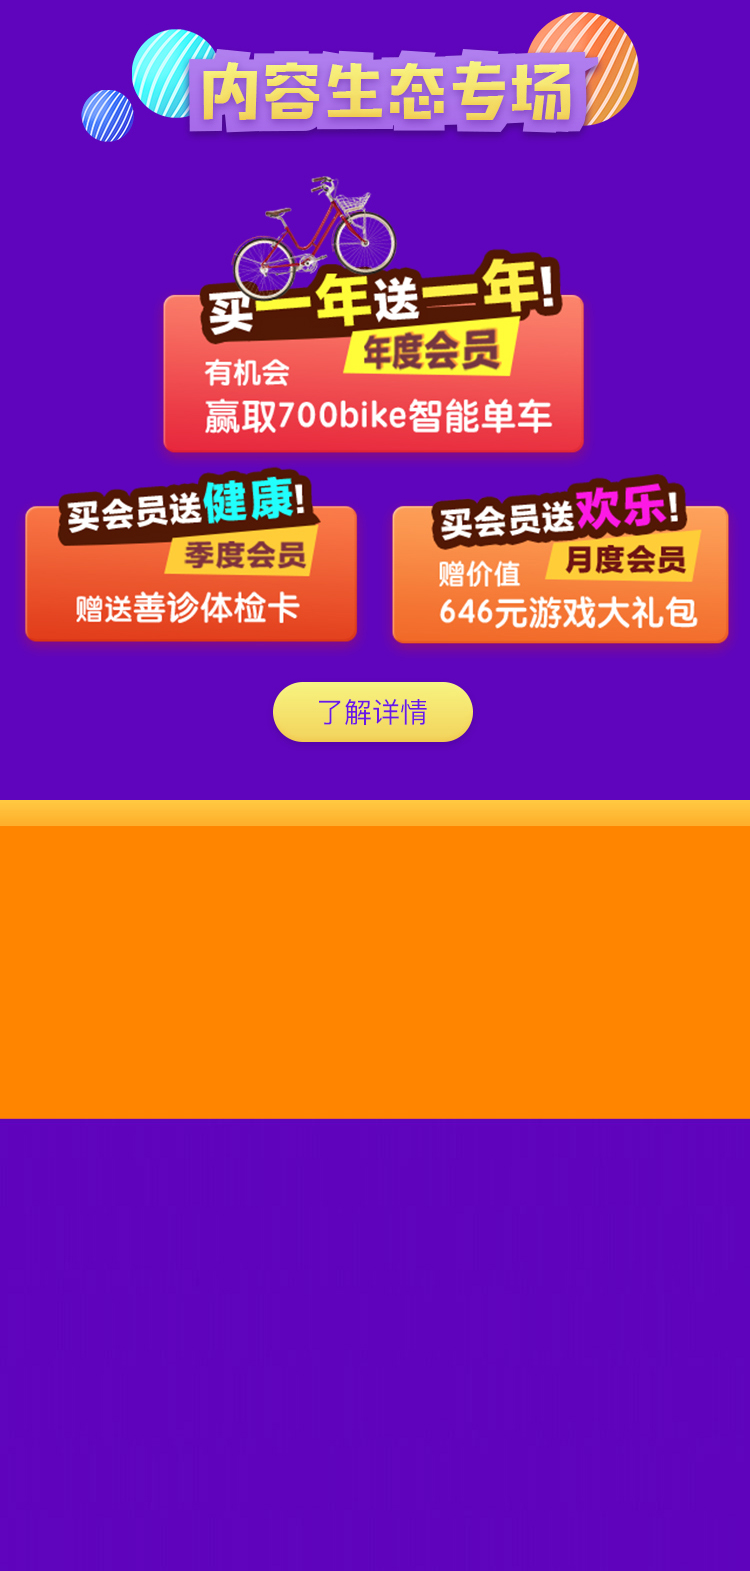 内容生态专场
买一年送一年!
年度会员
有机会
赢取700bike智能单车
买会员送健康!
季度会员
赠送善诊体检卡
买会员送欢乐!
月度会员
赠价值
646元游戏大礼包
了解详情